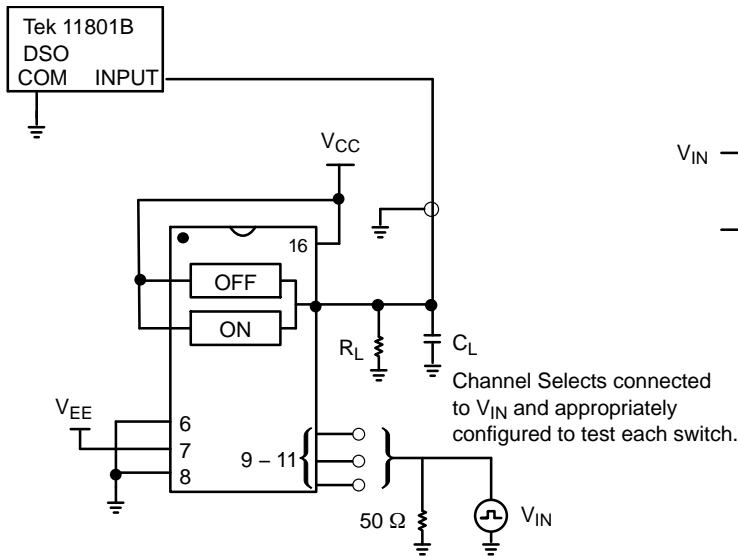 Tek 11801B
DSO
COM INPUT
V_CC
V_IN
16
OFF
ON
R_L
C_L
Channel Selects connected
to V_IN and appropriately
configured to test each switch.
V_EE
6
7
8
9 – 11
50 Ω
V_IN